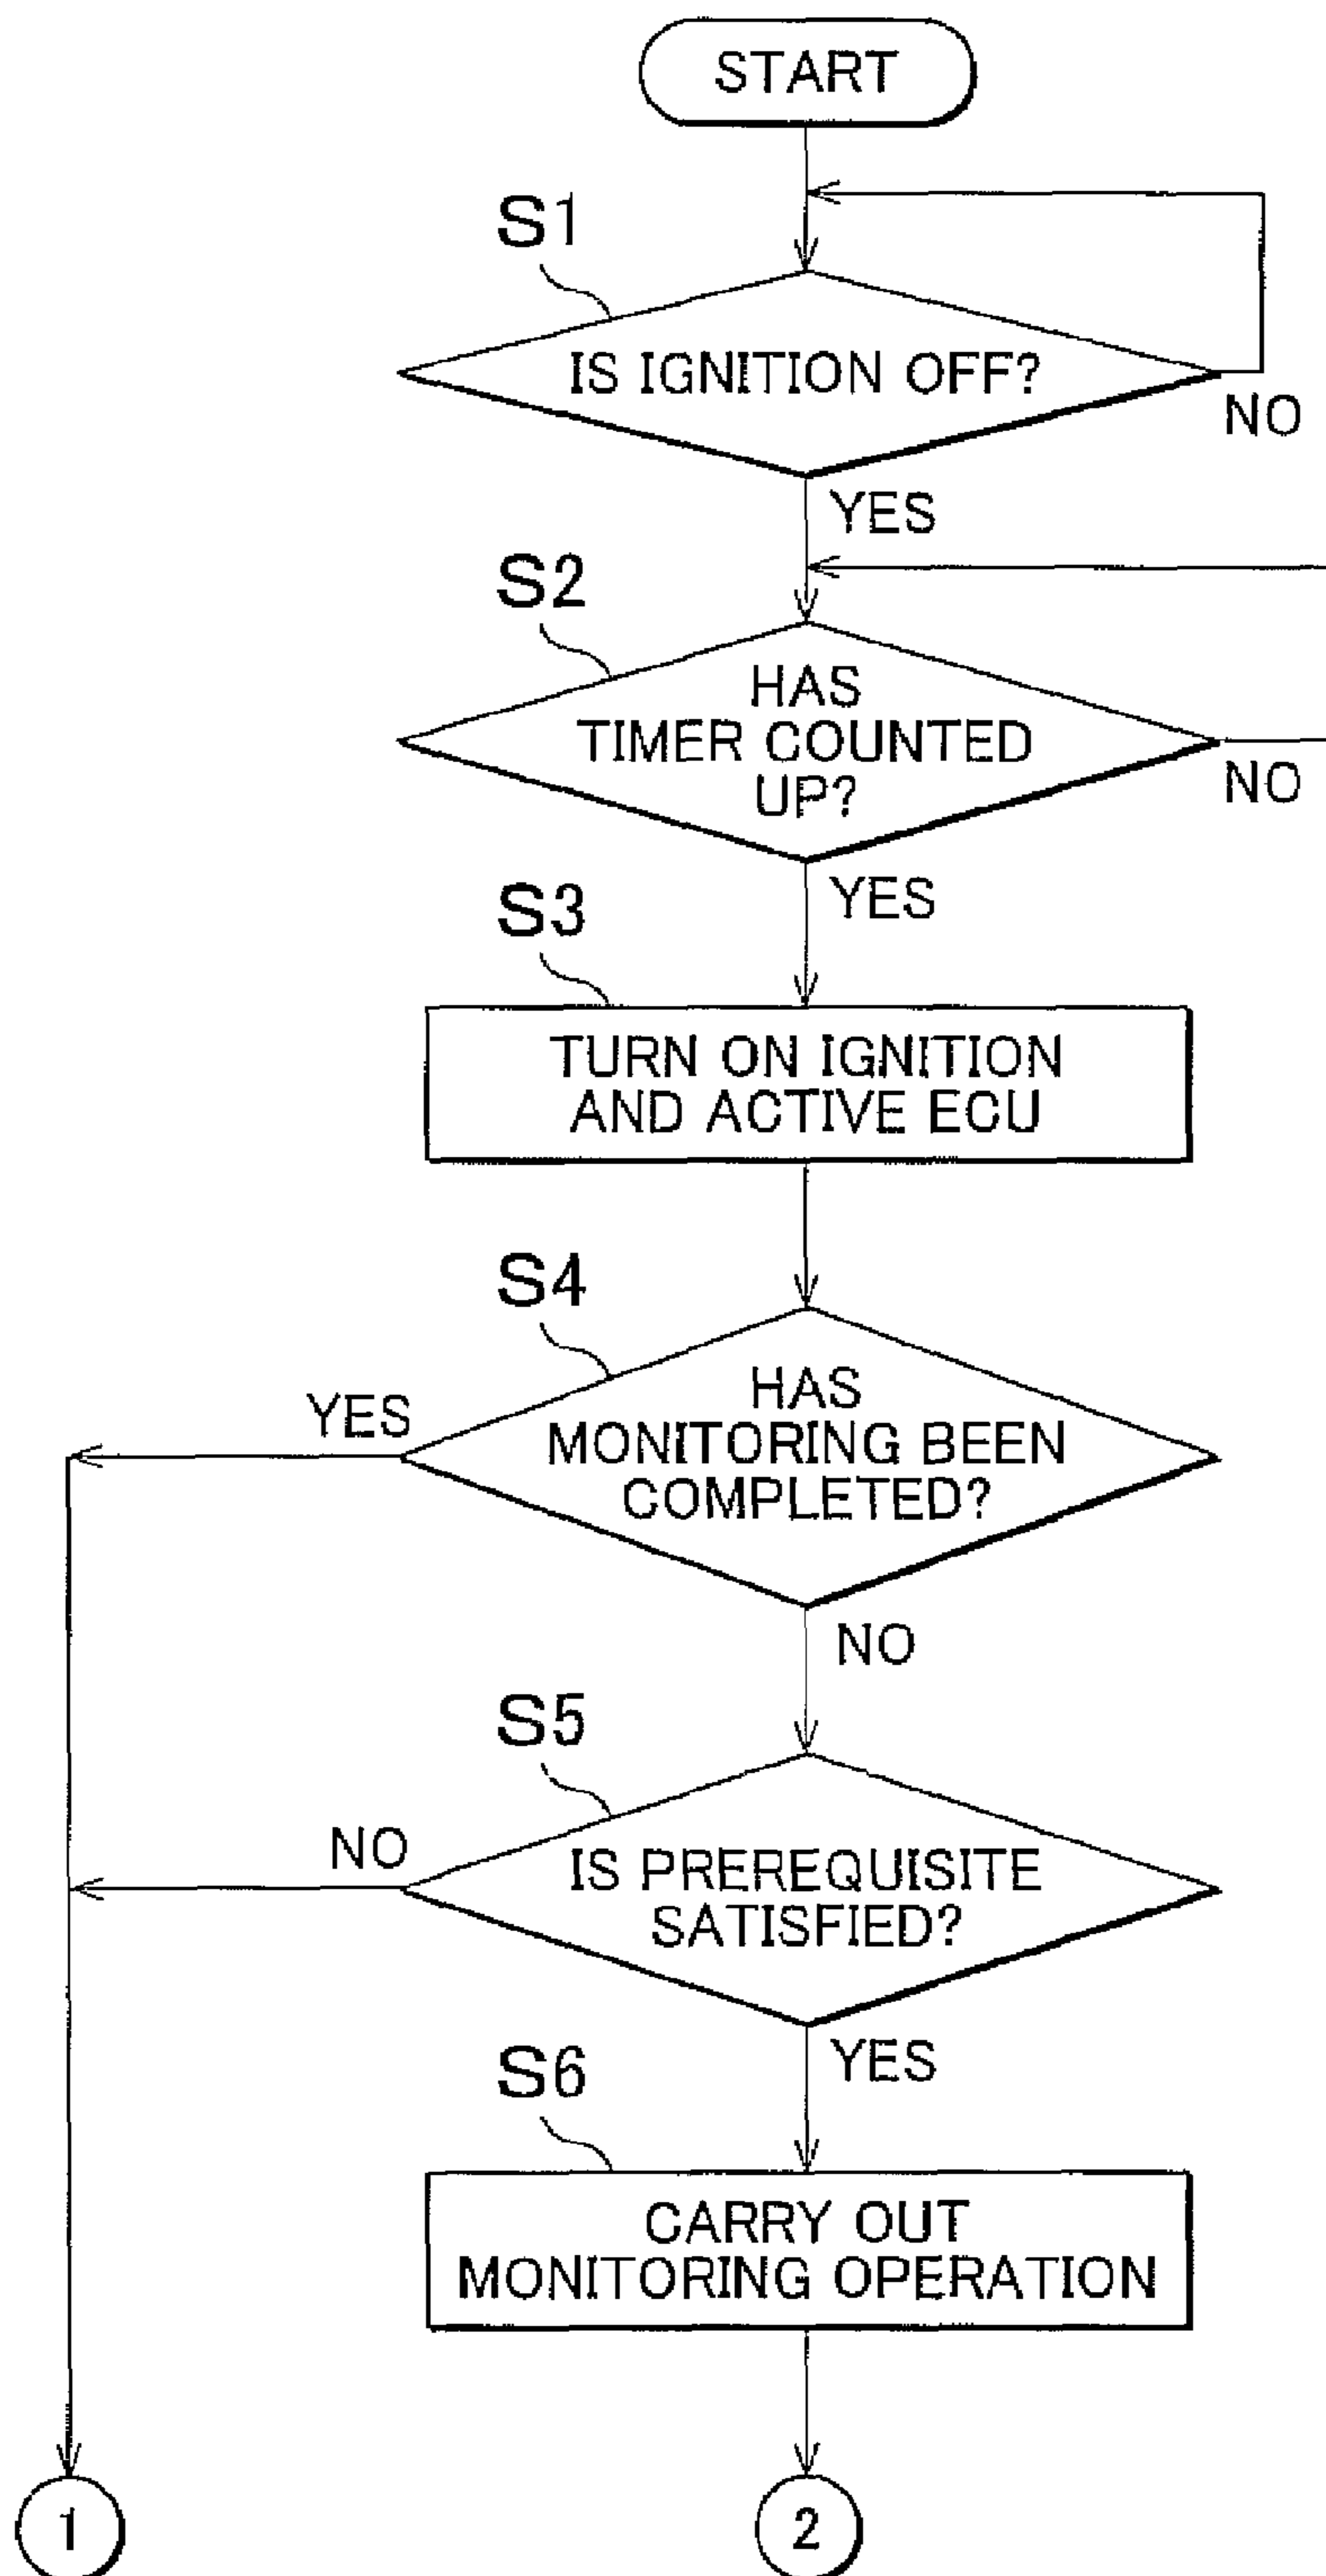 START
S1
IS IGNITION OFF?
NO
YES
S2
HAS
TIMER COUNTED
UP?
NO
YES
S3
TURN ON IGNITION
AND ACTIVE ECU
S4
YES
HAS
MONITORING BEEN
COMPLETED?
NO
S5
NO
IS PREREQUISITE
SATISFIED?
YES
S6
CARRY OUT
MONITORING OPERATION
1
2